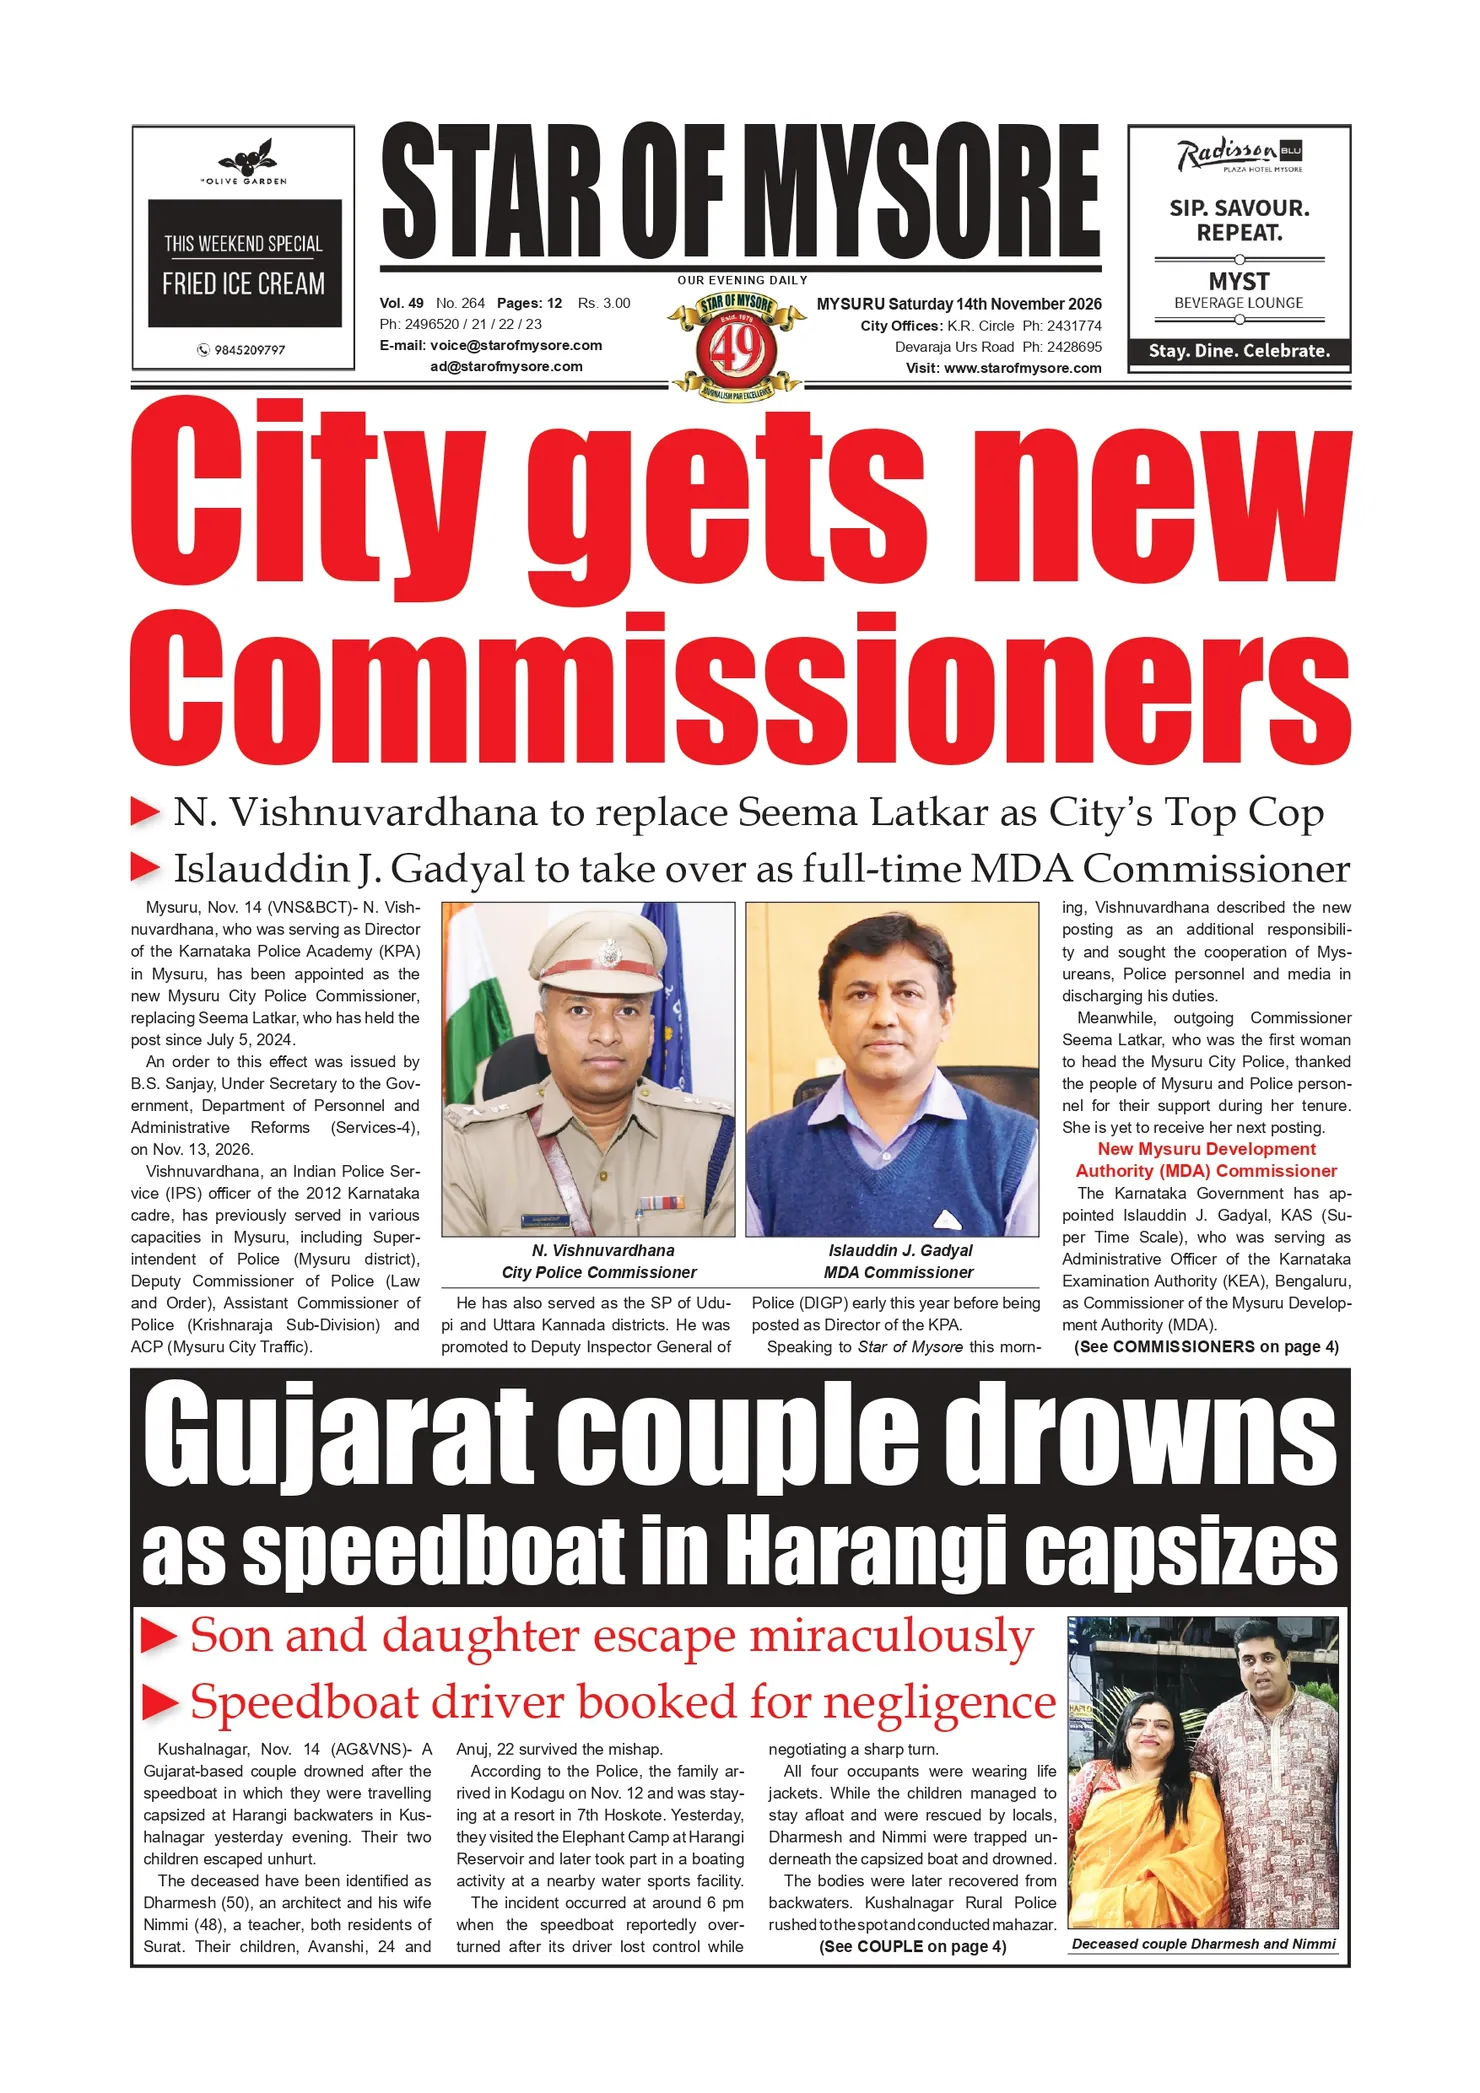 OLIVE GARDEN
THIS WEEKEND SPECIAL
FRIED ICE CREAM
9845209797
STAR OF MYSORE
OUR EVENING DAILY
Vol. 49 No. 264 Pages: 12 Rs. 3.00
Ph: 2496520 / 21 / 22 / 23
E-mail: voice@starofmysore.com
ad@starofmysore.com
STAR OF MYSORE
Estd. 1978
49
JOURNALISM PAR EXCELLENCE
MYSURU Saturday 14th November 2026
City Offices: K.R. Circle Ph: 2431774
Devaraja Urs Road Ph: 2428695
Visit: www.starofmysore.com
Radisson BLU
PLAZA HOTEL MYSORE
SIP. SAVOUR.
REPEAT.
MYST
BEVERAGE LOUNGE
Stay. Dine. Celebrate.
City gets new
Commissioners
N. Vishnuvardhana to replace Seema Latkar as City's Top Cop
Islauddin J. Gadyal to take over as full-time MDA Commissioner
Mysuru, Nov. 14 (VNS&BCT)- N. Vish-
nuvardhana, who was serving as Director
of the Karnataka Police Academy (KPA)
in Mysuru, has been appointed as the
new Mysuru City Police Commissioner,
replacing Seema Latkar, who has held the
post since July 5, 2024.
An order to this effect was issued by
B.S. Sanjay, Under Secretary to the Gov-
ernment, Department of Personnel and
Administrative Reforms (Services-4),
on Nov. 13, 2026.
Vishnuvardhana, an Indian Police Ser-
vice (IPS) officer of the 2012 Karnataka
cadre, has previously served in various
capacities in Mysuru, including Super-
intendent of Police (Mysuru district),
Deputy Commissioner of Police (Law
and Order), Assistant Commissioner of
Police (Krishnaraja Sub-Division) and
ACP (Mysuru City Traffic).
N. Vishnuvardhana
City Police Commissioner
Islauddin J. Gadyal
MDA Commissioner
He has also served as the SP of Udu-
pi and Uttara Kannada districts. He was
promoted to Deputy Inspector General of
Police (DIGP) early this year before being
posted as Director of the KPA.
Speaking to Star of Mysore this morn-
ing, Vishnuvardhana described the new
posting as an additional responsibili-
ty and sought the cooperation of Mys-
ureans, Police personnel and media in
discharging his duties.
Meanwhile, outgoing Commissioner
Seema Latkar, who was the first woman
to head the Mysuru City Police, thanked
the people of Mysuru and Police person-
nel for their support during her tenure.
She is yet to receive her next posting.
New Mysuru Development
Authority (MDA) Commissioner
The Karnataka Government has ap-
pointed Islauddin J. Gadyal, KAS (Su-
per Time Scale), who was serving as
Administrative Officer of the Karnataka
Examination Authority (KEA), Bengaluru,
as Commissioner of the Mysuru Develop-
ment Authority (MDA).
(See COMMISSIONERS on page 4)
Gujarat couple drowns
as speedboat in Harangi capsizes
Son and daughter escape miraculously
Speedboat driver booked for negligence
Kushalnagar, Nov. 14 (AG&VNS)- A
Gujarat-based couple drowned after the
speedboat in which they were travelling
capsized at Harangi backwaters in Kus-
halnagar yesterday evening. Their two
children escaped unhurt.
The deceased have been identified as
Dharmesh (50), an architect and his wife
Nimmi (48), a teacher, both residents of
Surat. Their children, Avanshi, 24 and
Anuj, 22 survived the mishap.
According to the Police, the family ar-
rived in Kodagu on Nov. 12 and was stay-
ing at a resort in 7th Hoskote. Yesterday,
they visited the Elephant Camp at Harangi
Reservoir and later took part in a boating
activity at a nearby water sports facility.
The incident occurred at around 6 pm
when the speedboat reportedly over-
turned after its driver lost control while
negotiating a sharp turn.
All four occupants were wearing life
jackets. While the children managed to
stay afloat and were rescued by locals,
Dharmesh and Nimmi were trapped un-
derneath the capsized boat and drowned.
The bodies were later recovered from
backwaters. Kushalnagar Rural Police
rushed to the spot and conducted mahazar.
(See COUPLE on page 4)
Deceased couple Dharmesh and Nimmi